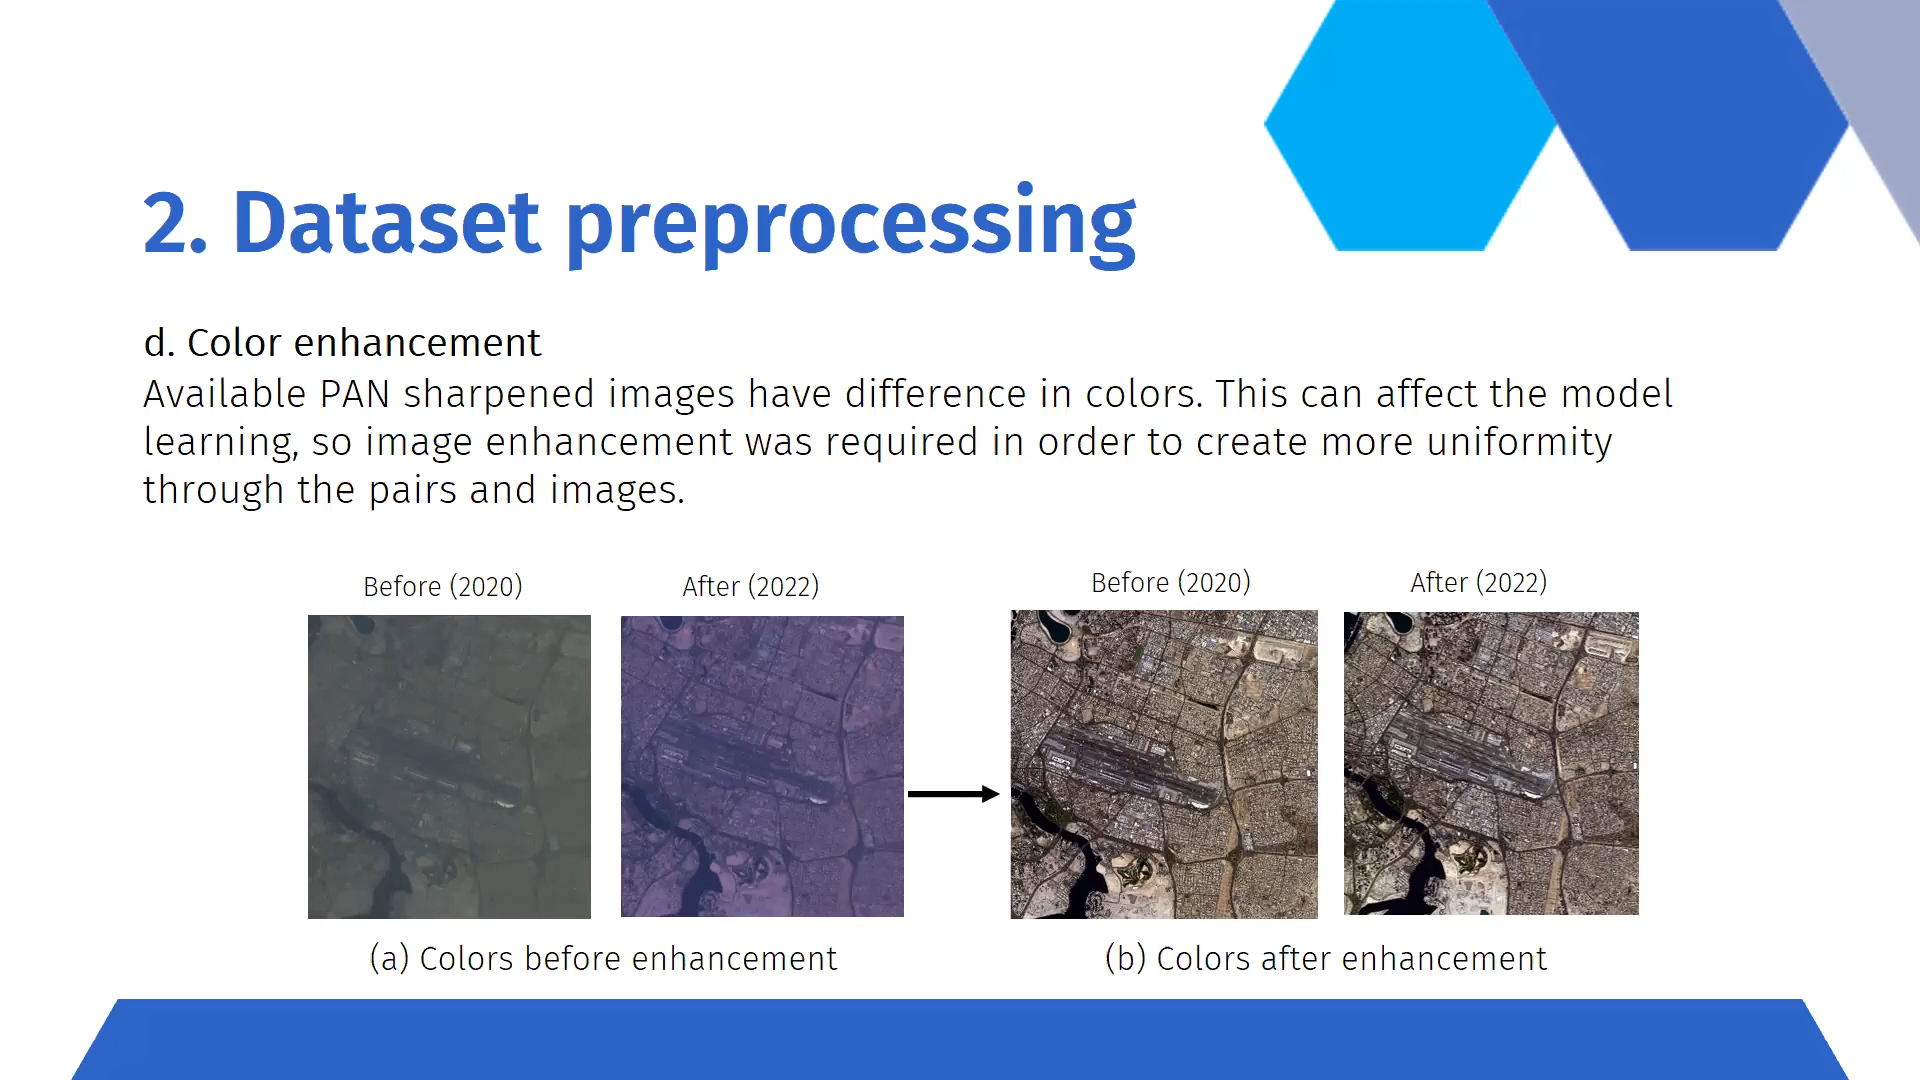 2. Dataset preprocessing
d. Color enhancement
Available PAN sharpened images have difference in colors. This can affect the model
learning, so image enhancement was required in order to create more uniformity
through the pairs and images.
Before (2020)
After (2022)
Before (2020)
After (2022)
(a) Colors before enhancement
(b) Colors after enhancement